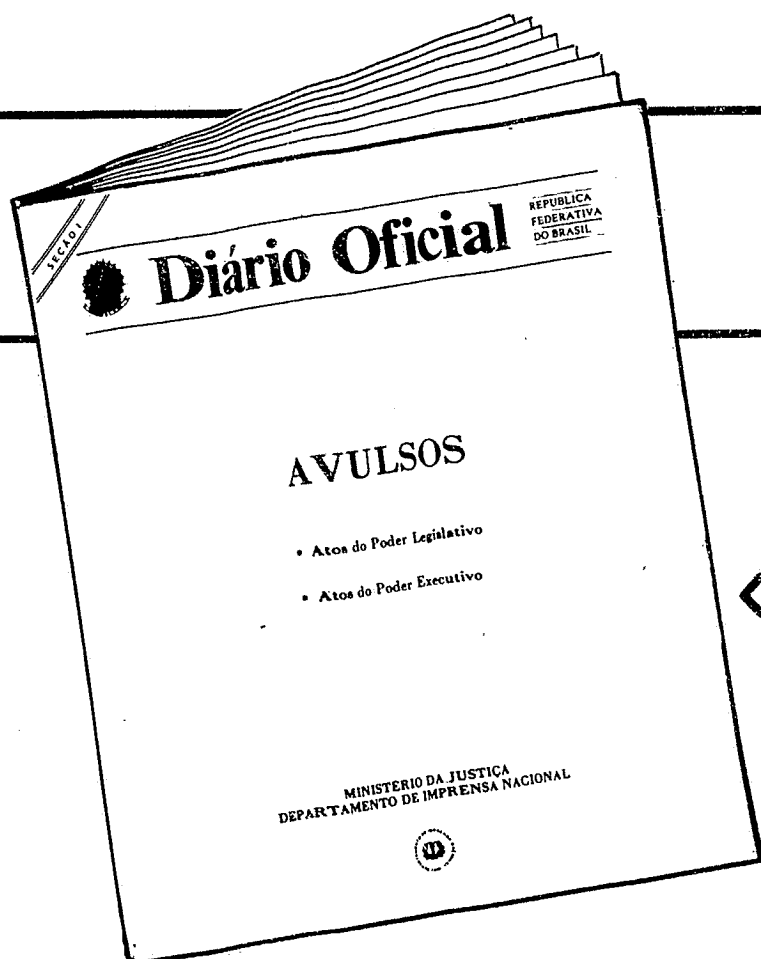 SEÇÃO I
Diário Oficial
REPÚBLICA
FEDERATIVA
DO BRASIL
AVULSOS
• Atos do Poder Legislativo
• Atos do Poder Executivo
MINISTÉRIO DA JUSTIÇA
DEPARTAMENTO DE IMPRENSA NACIONAL